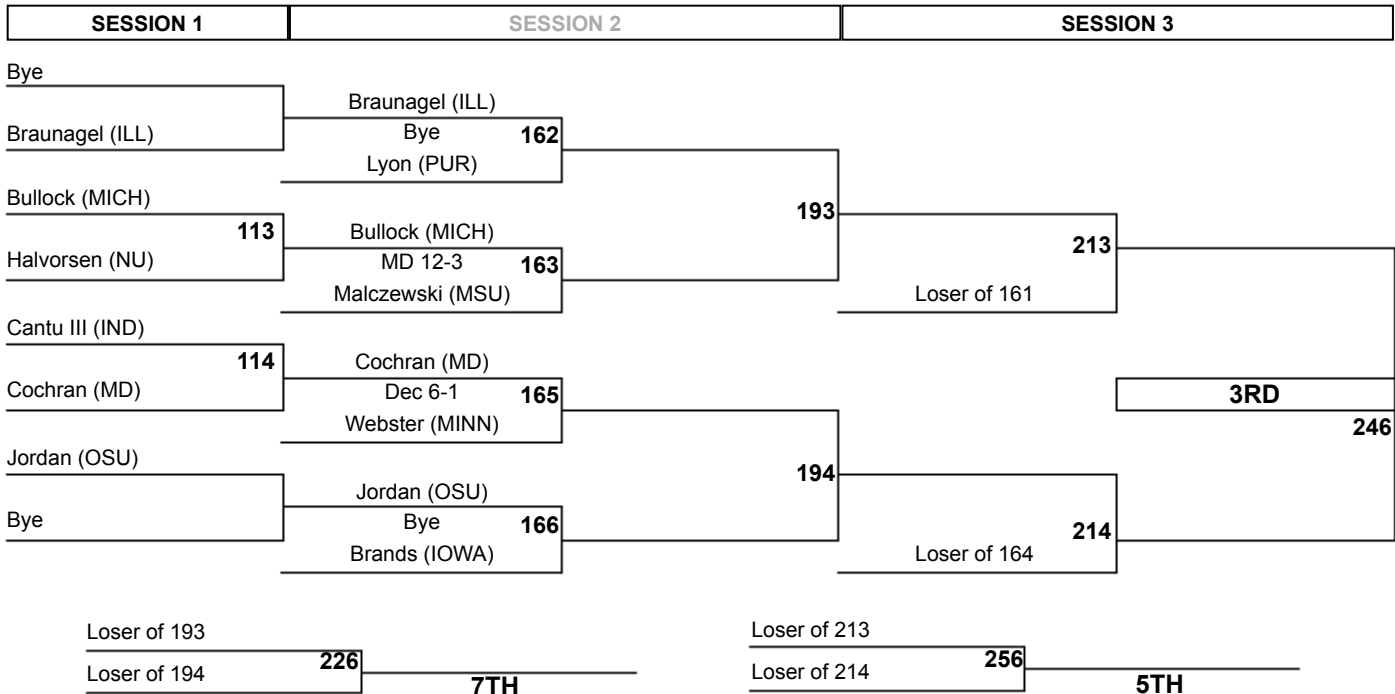 SESSION 1 SESSION 2 SESSION 3
Bye
Braunagel (ILL)
Braunagel (ILL)
Bye 162
Lyon (PUR)
Bullock (MICH)
193
113 Bullock (MICH) 213
Halvorsen (NU)
MD 12-3 163
Malczewski (MSU) Loser of 161
Cantu III (IND)
114 Cochran (MD)
Cochran (MD)
Dec 6-1 165 3RD
Webster (MINN) 246
Jordan (OSU)
194
Jordan (OSU)
Bye
Bye 166 214
Brands (IOWA) Loser of 164
Loser of 193 Loser of 213
226 256
Loser of 194 Loser of 214
7TH 5TH